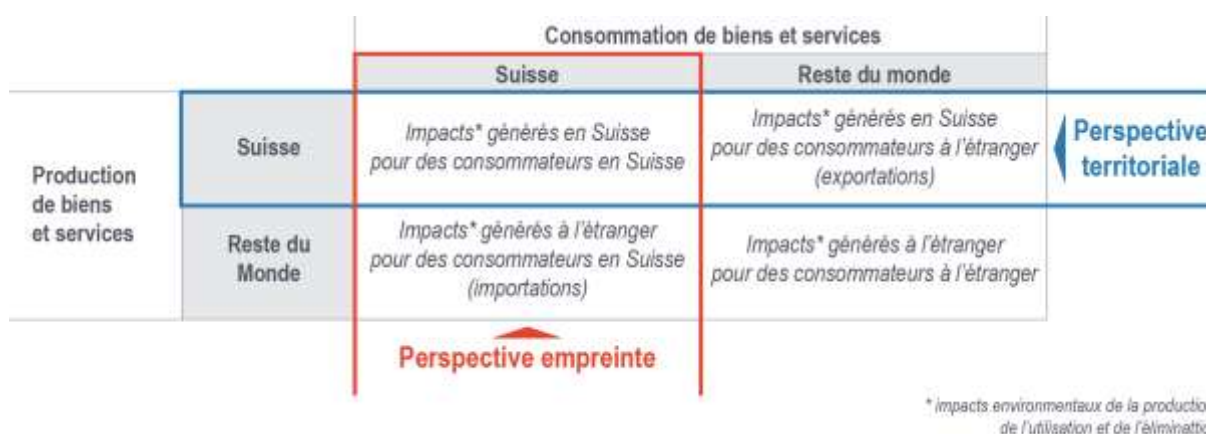 Consommation de biens et services
Suisse
Reste du monde
Production
de biens
et services
Suisse
Impacts* générés en Suisse
pour des consommateurs en Suisse
Impacts* générés en Suisse
pour des consommateurs à l'étranger
(exportations)
Perspective
territoriale
Reste du
Monde
Impacts* générés à l'étranger
pour des consommateurs en Suisse
(importations)
Impacts* générés à l'étranger
pour des consommateurs à l'étranger
Perspective empreinte
* impacts environmentaux de la productio
de l'utilisation et de l'éliminatio